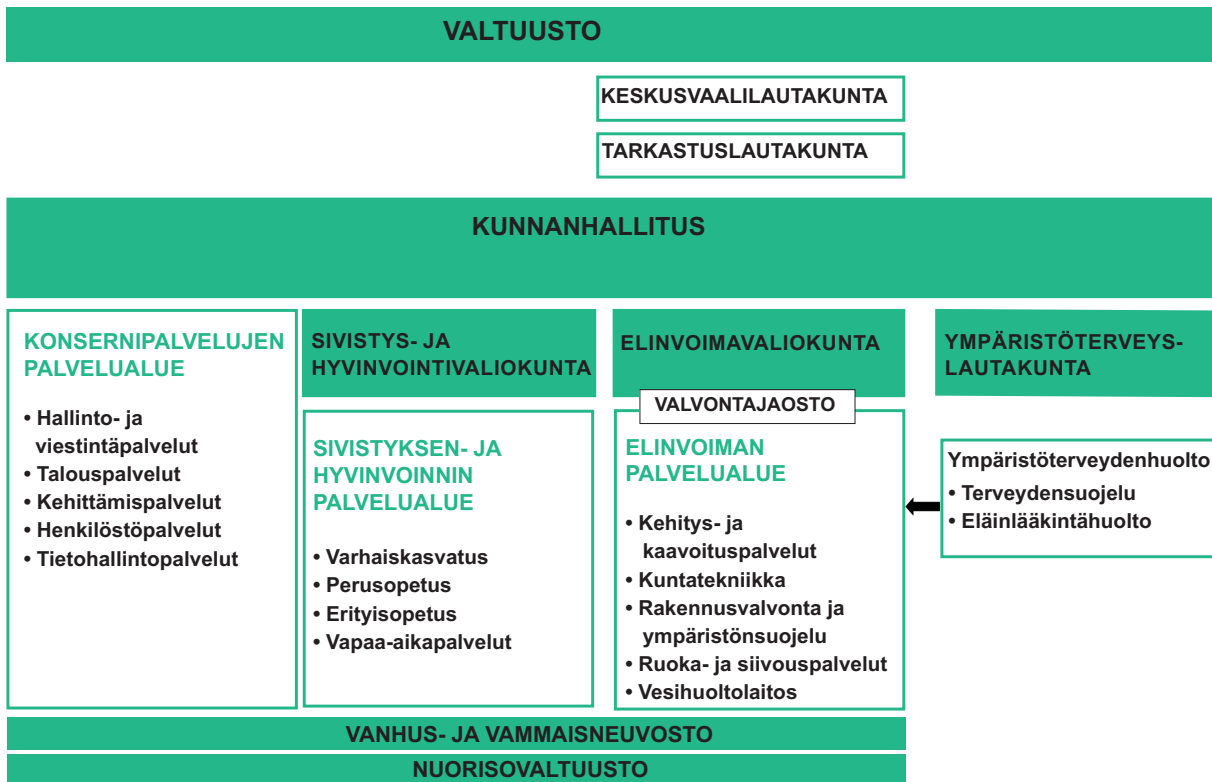 VALTUUSTO
KESKUSVAALILAUTAKUNTA
TARKASTUSLAUTAKUNTA
KUNNANHALLITUS
KONSERNIPALVELUJEN
PALVELUALUE
• Hallinto- ja
viestintäpalvelut
• Talouspalvelut
• Kehittämispalvelut
• Henkilöstöpalvelut
• Tietohallintopalvelut
SIVISTYS- JA
HYVINVOINTIVALIOKUNTA
SIVISTYKSEN- JA
HYVINVOINNIN
PALVELUALUE
• Varhaiskasvatus
• Perusopetus
• Erityisopetus
• Vapaa-aikapalvelut
ELINVOIMAVALIOKUNTA
VALVONTAJAOSTO
ELINVOIMAN
PALVELUALUE
• Kehitys- ja
kaavoituspalvelut
• Kuntatekniikka
• Rakennusvalvonta ja
ympäristönsuojelu
• Ruoka- ja siivouspalvelut
• Vesihuoltolaitos
YMPÄRISTÖTERVEYS-
LAUTAKUNTA
Ympäristöterveydenhuolto
• Terveydensuojelu
• Eläinlääkintähuolto
VANHUS- JA VAMMAISNEUVOSTO
NUORISOVALTUUSTO